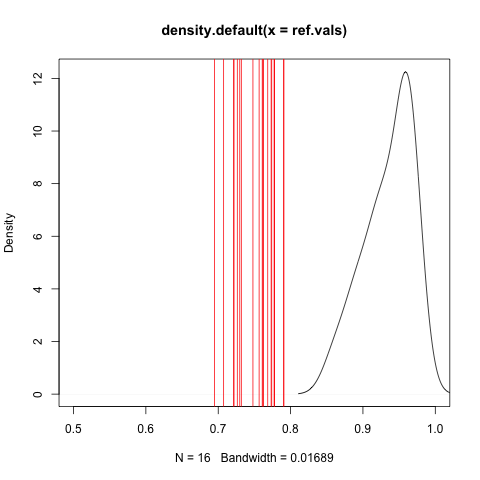 density.default(x = ref.vals)
Density
12
10
8
6
4
2
0
0.5 0.6 0.7 0.8 0.9 1.0
N = 16 Bandwidth = 0.01689